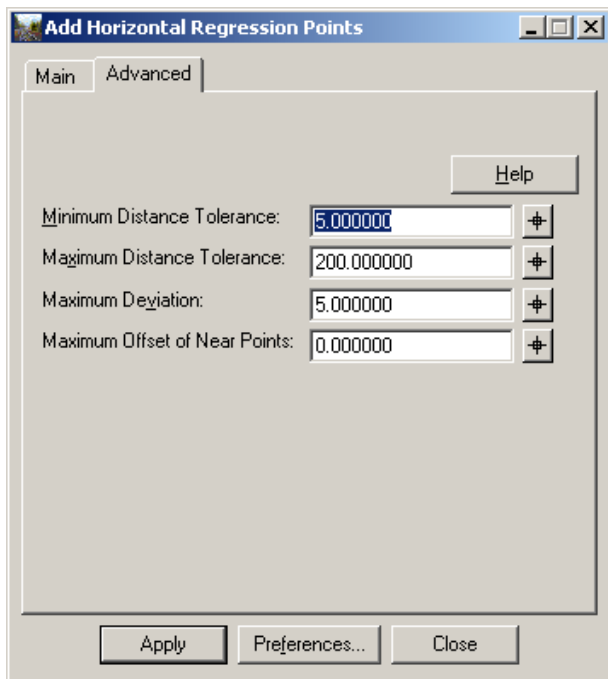 Add Horizontal Regression Points
Main Advanced
Help
Minimum Distance Tolerance: 5.000000
Maximum Distance Tolerance: 200.000000
Maximum Deviation: 5.000000
Maximum Offset of Near Points: 0.000000
Apply Preferences... Close